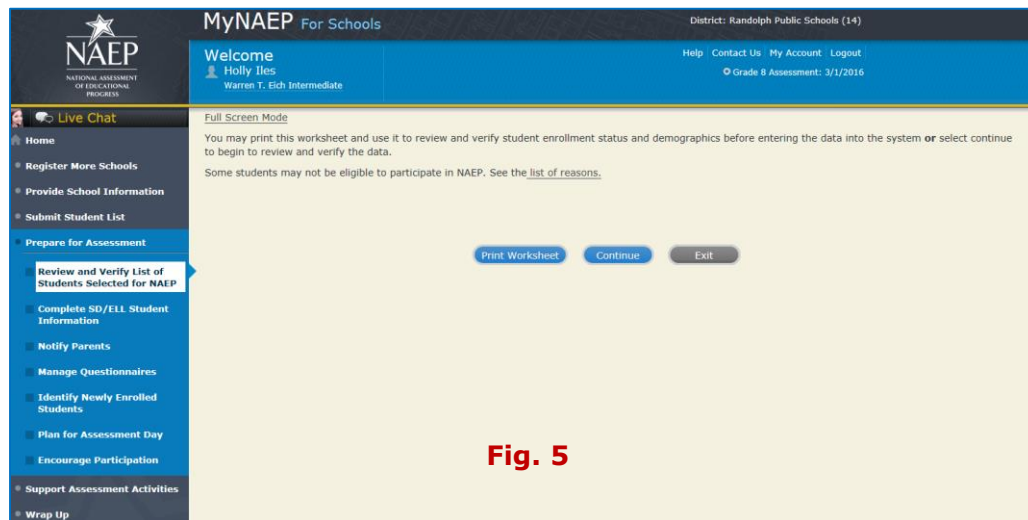 NAEP
NATIONAL ASSESSMENT
OF EDUCATIONAL
PROGRESS
MyNAEP For Schools
District: Randolph Public Schools (14)
Welcome
Holly Iles
Warren T. Eich Intermediate
Help Contact Us My Account Logout
Grade 8 Assessment: 3/1/2016
Live Chat
Home
Register More Schools
Provide School Information
Submit Student List
Prepare for Assessment
Review and Verify List of
Students Selected for NAEP
Complete SD/ELL Student
Information
Notify Parents
Manage Questionnaires
Identify Newly Enrolled
Students
Plan for Assessment Day
Encourage Participation
Support Assessment Activities
Wrap Up
Full Screen Mode
You may print this worksheet and use it to review and verify student enrollment status and demographics before entering the data into the system or select continue
to begin to review and verify the data.
Some students may not be eligible to participate in NAEP. See the list of reasons.
Print Worksheet Continue Exit
Fig. 5